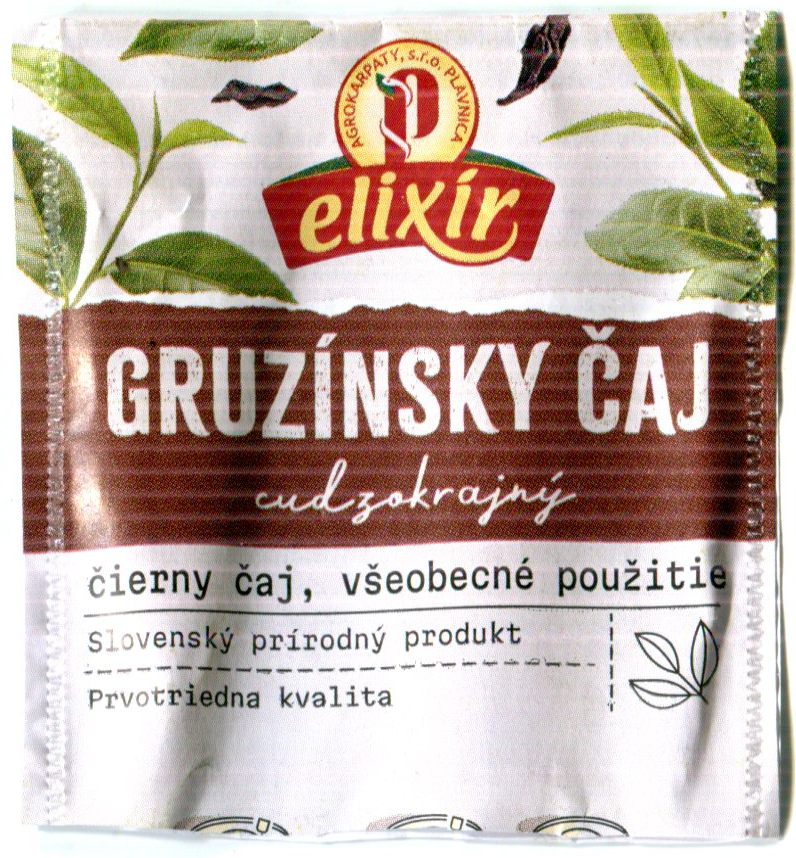 AGROKARPATY, s.r.o. PLAVNICA
elixír
GRUZÍNSKY ČAJ
cudzokrajný
čierny čaj, všeobecné použitie
Slovenský prírodný produkt
Prvotriedna kvalita